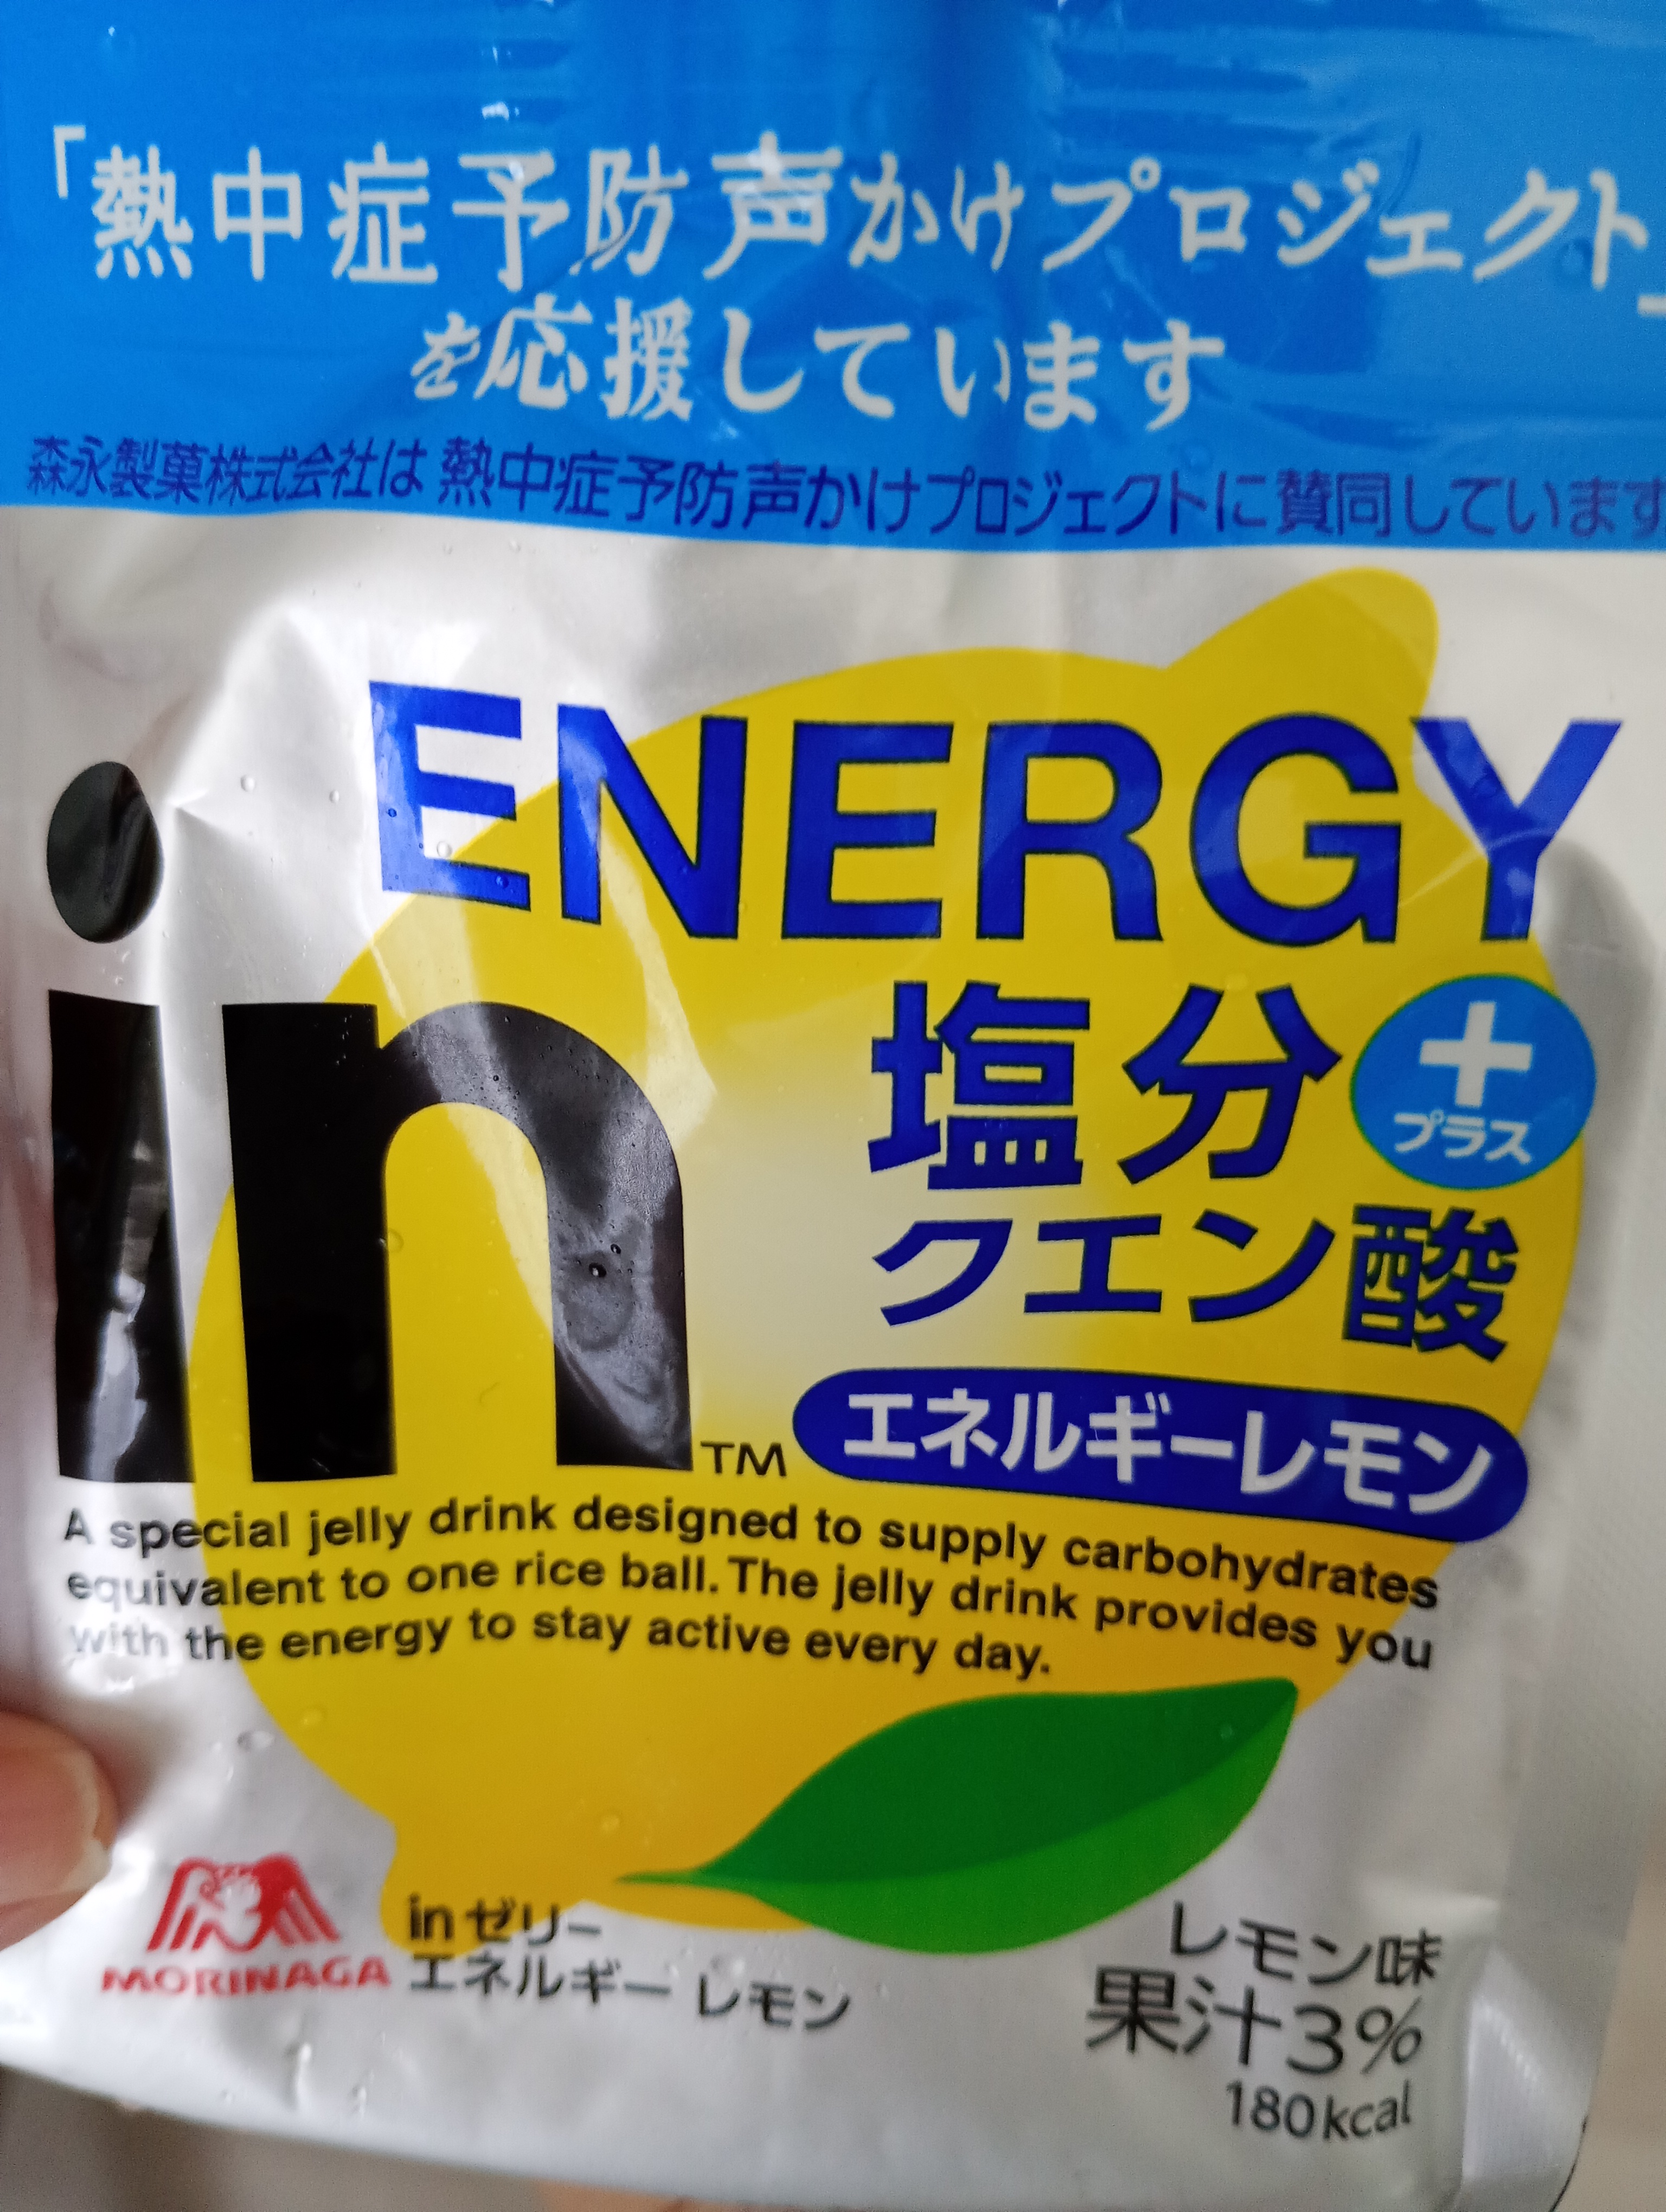 「熱中症予防声かけプロジェクト」
を応援しています
森永製菓株式会社は 熱中症予防声かけプロジェクトに賛同しています
ENERGY
in
TM
塩分
+
プラス
クエン酸
エネルギーレモン
A special jelly drink designed to supply carbohydrates
equivalent to one rice ball. The jelly drink provides you
with the energy to stay active every day.
MORINAGA
inゼリー
エネルギー レモン
レモン味
果汁3%
180kcal